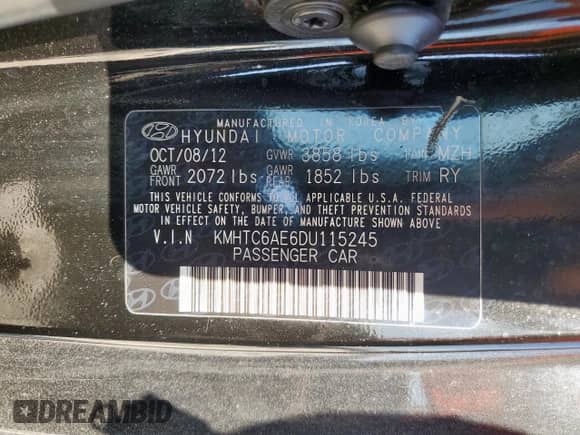 MANUFACTURED IN KOREA BY
HYUNDAI MOTOR COMPANY
OCT/08/12 GVWR 3858 lbs PAINT MZH
GAWR FRONT 2072 lbs GAWR REAR 1852 lbs TRIM RY
THIS VEHICLE CONFORMS TO ALL APPLICABLE U.S.A. FEDERAL
MOTOR VEHICLE SAFETY, BUMPER, AND THEFT PREVENTION STANDARDS
IN EFFECT ON THE DATE OF MANUFACTURE SHOWN ABOVE
V.I.N KMHTC6AE6DU115245
PASSENGER CAR
DREAMBID